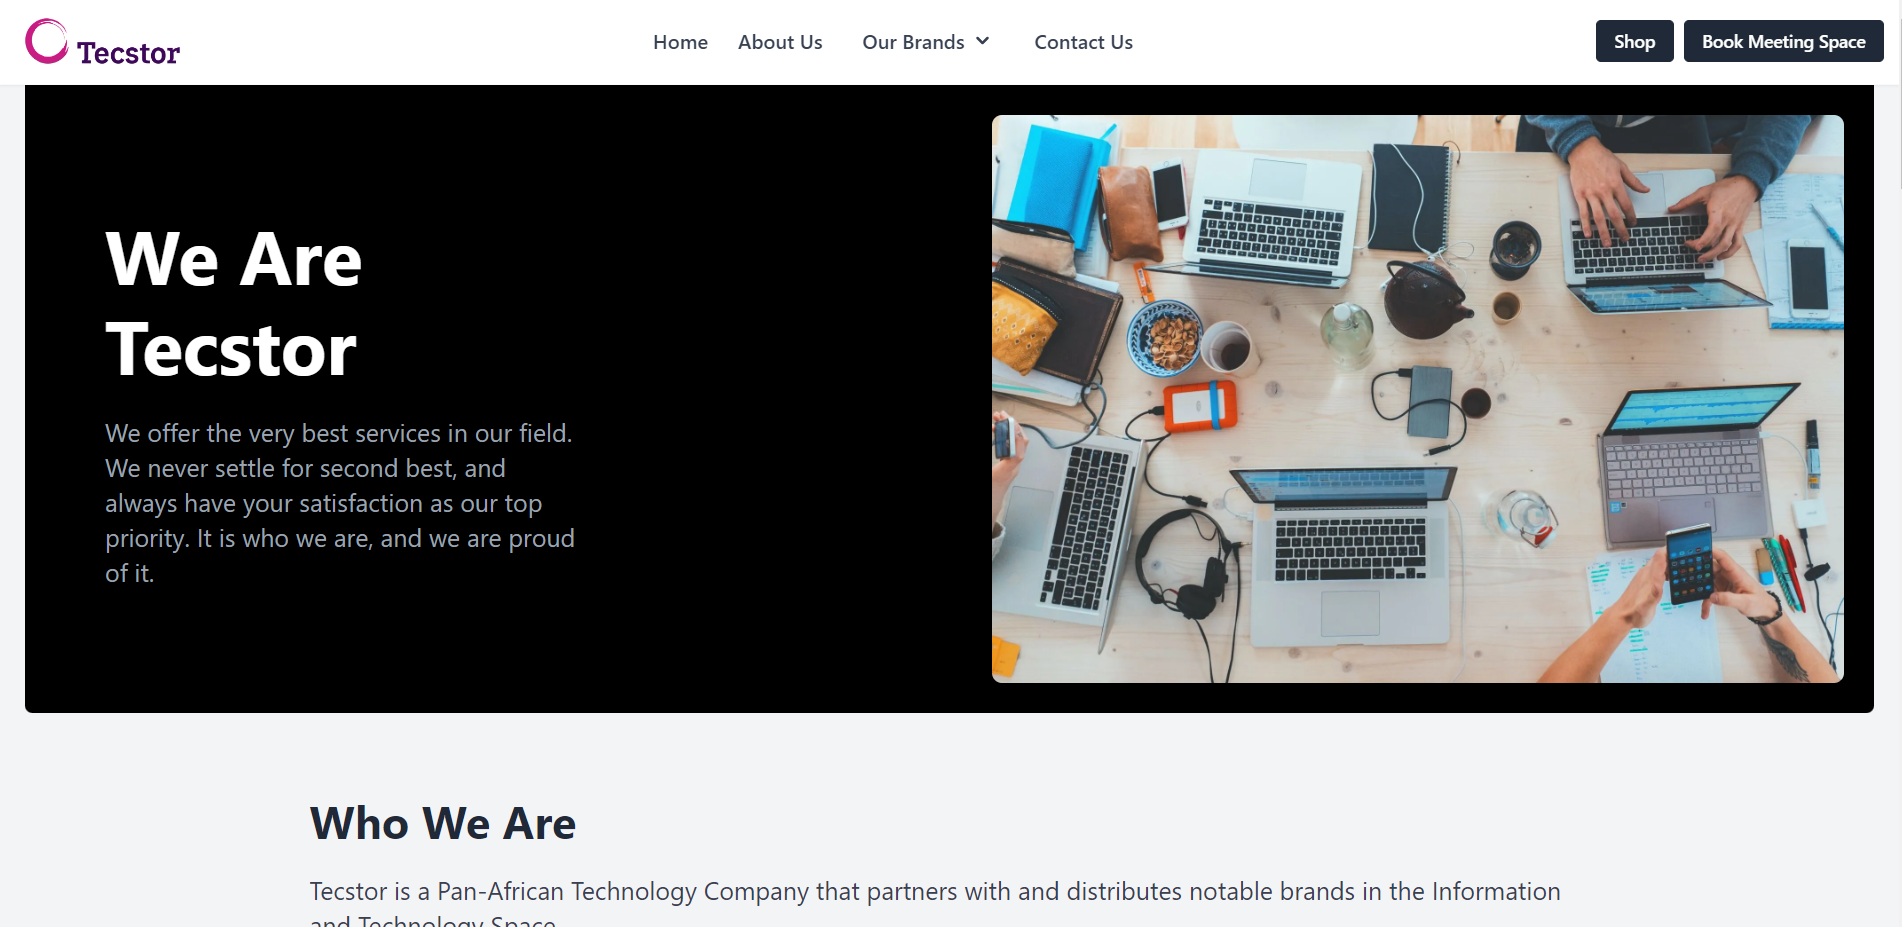 Tecstor
Home
About Us
Our Brands
Contact Us
Shop
Book Meeting Space
We Are
Tecstor
We offer the very best services in our field.
We never settle for second best, and
always have your satisfaction as our top
priority. It is who we are, and we are proud
of it.
Who We Are
Tecstor is a Pan-African Technology Company that partners with and distributes notable brands in the Information
and Technology Space